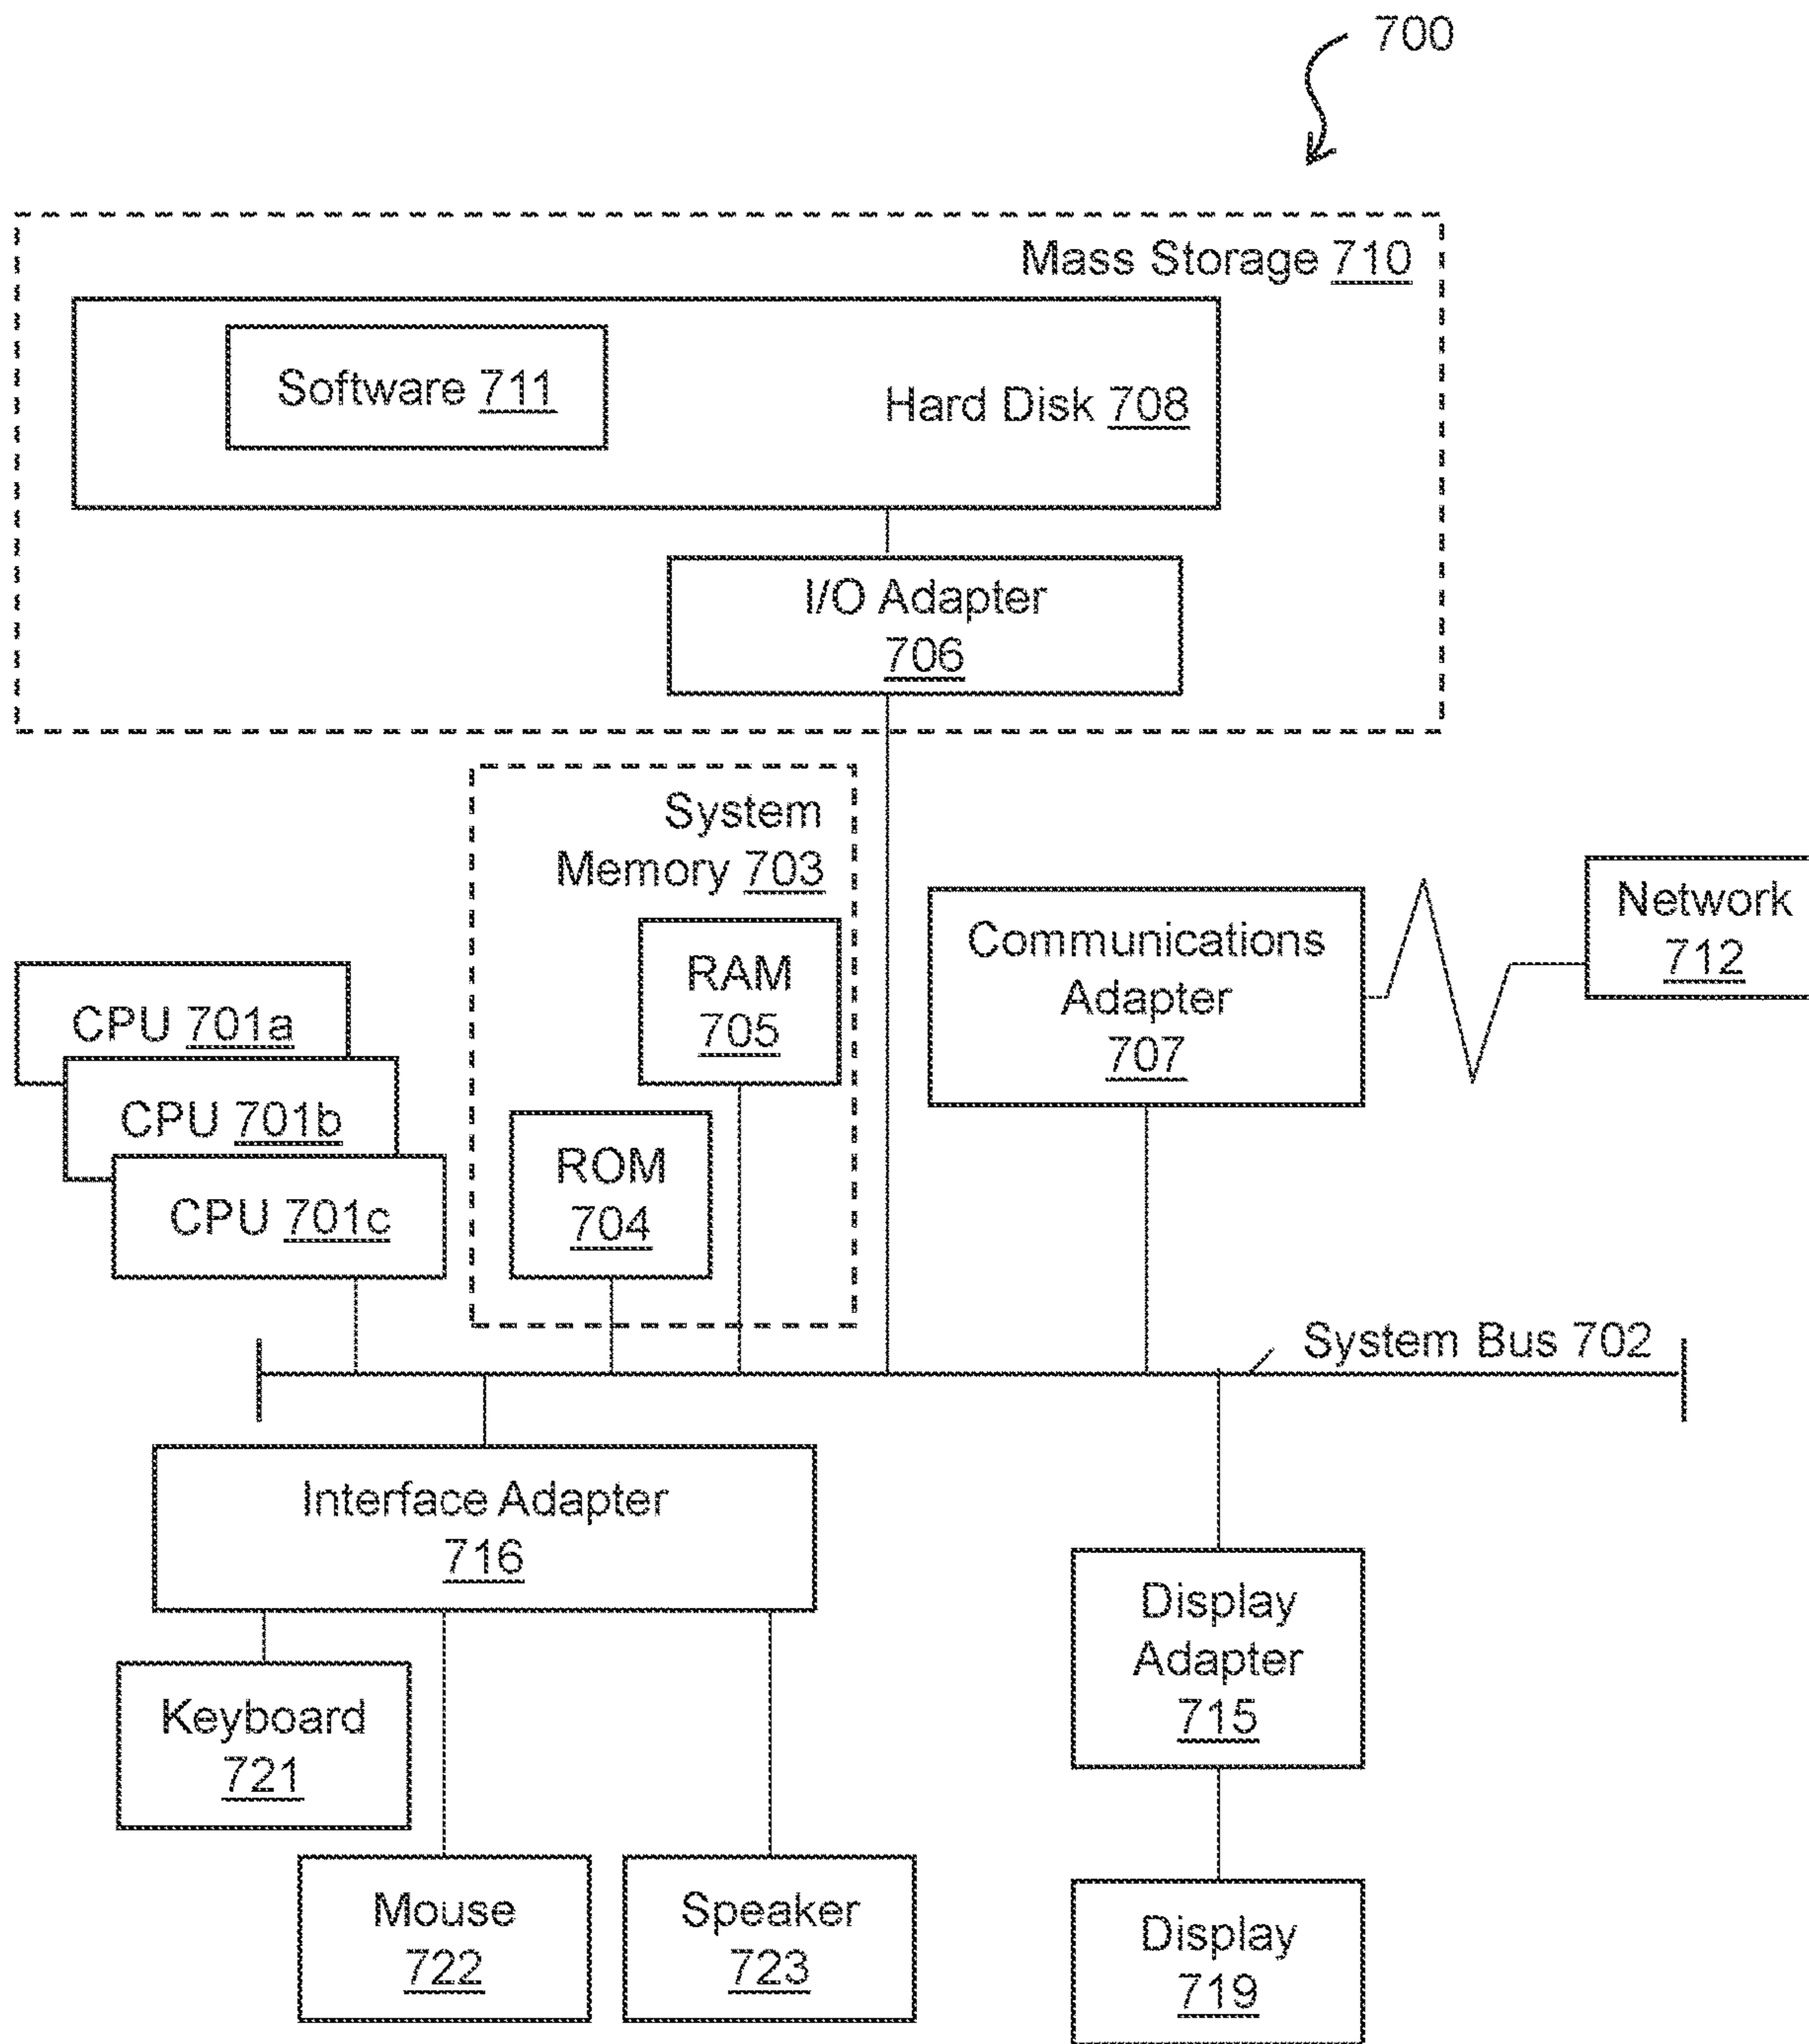 700
Mass Storage 710
Software 711
Hard Disk 708
I/O Adapter
706
System
Memory 703
RAM
705
ROM
704
Communications
Adapter
707
Network
712
CPU 701a
CPU 701b
CPU 701c
System Bus 702
Interface Adapter
716
Keyboard
721
Mouse
722
Speaker
723
Display
Adapter
715
Display
719